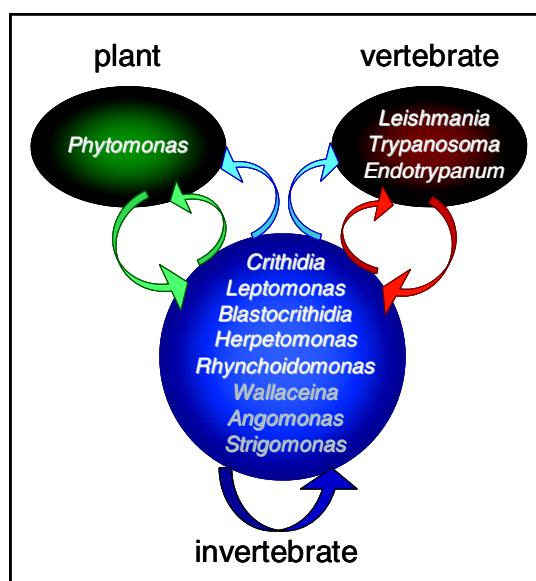 plant
vertebrate
Phytomonas
Leishmania
Trypanosoma
Endotrypanum
Crithidia
Leptomonas
Blastocrithidia
Herpetomonas
Rhynchoidomonas
Wallaceina
Angomonas
Strigomonas
invertebrate